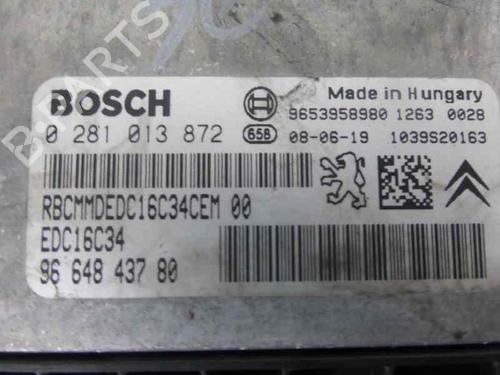 BOSCH
Made in Hungary
9653958980 1263 0028
0 281 013 872
658
08-06-19 1039S20163
RBCMMDEDC16C34CEM 00
EDC16C34
96 648 437 80
B-PARTS